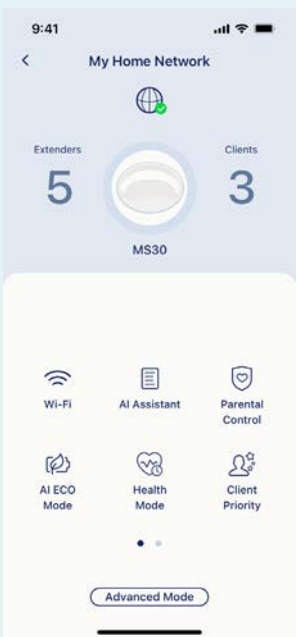 9:41
My Home Network
Extenders
Clients
5
3
MS30
Wi-Fi
AI Assistant
Parental
Control
AI ECO
Mode
Health
Mode
Client
Priority
Advanced Mode